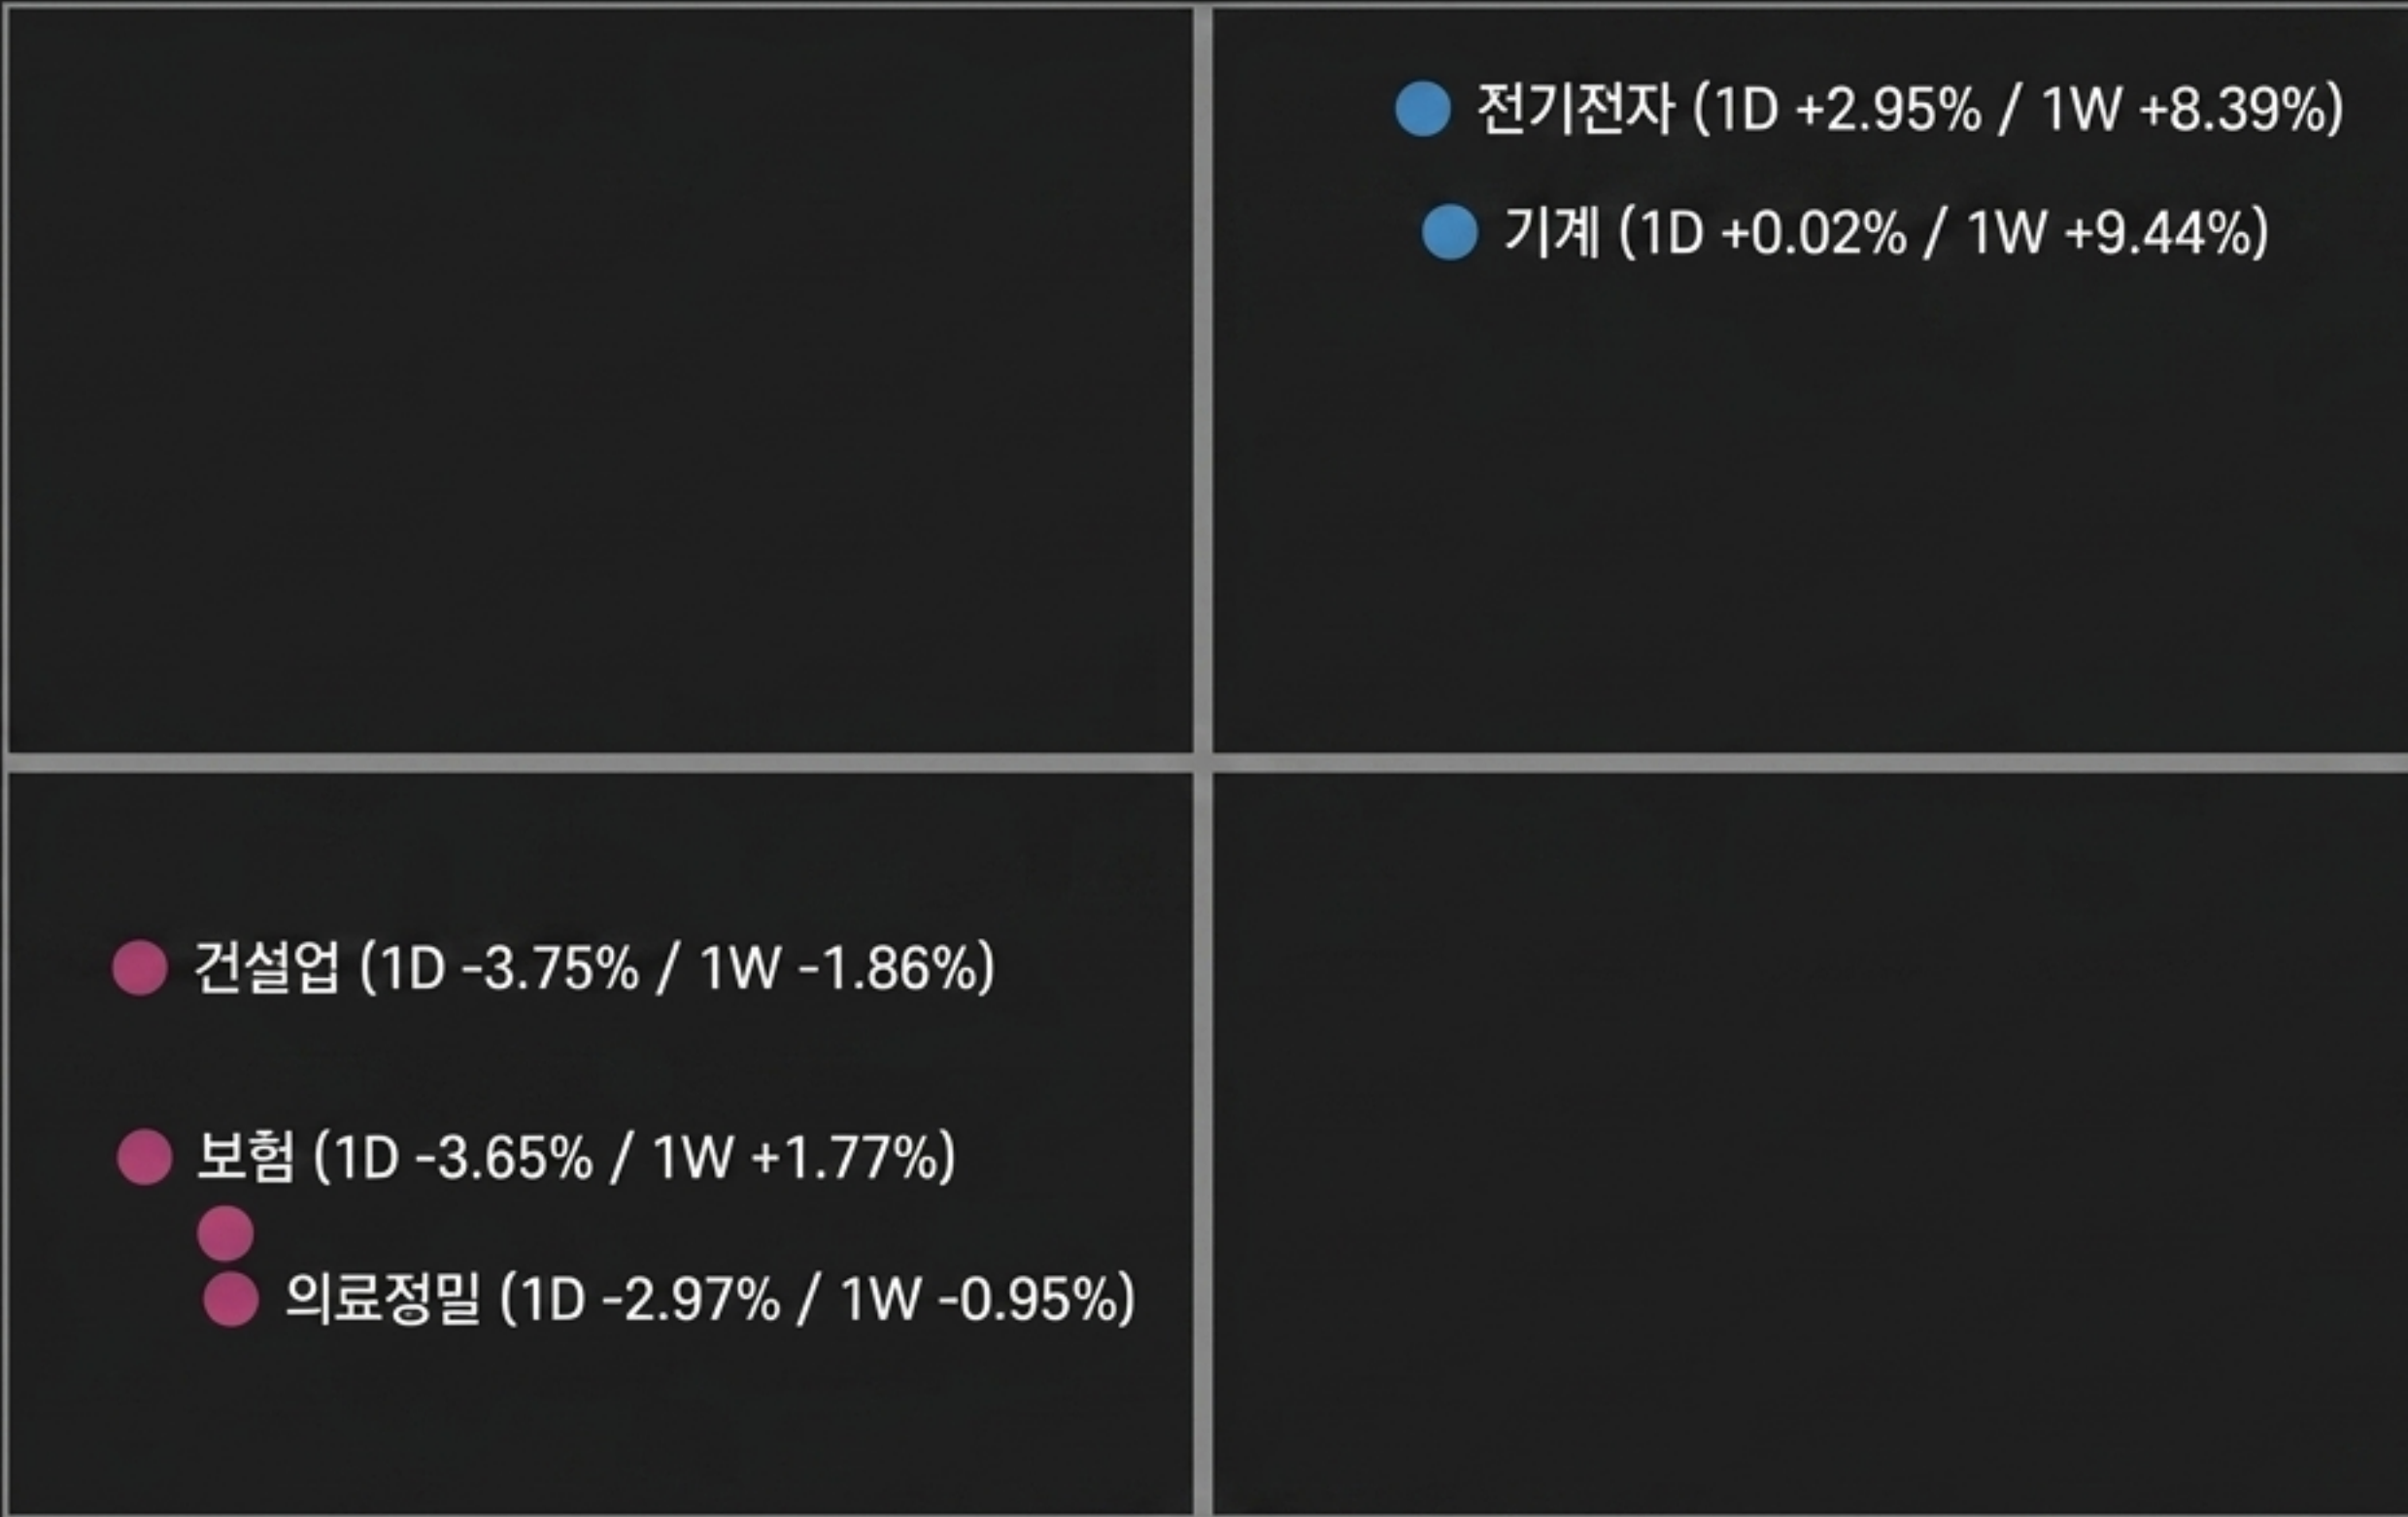 전기전자 (1D +2.95% / 1W +8.39%)
기계 (1D +0.02% / 1W +9.44%)
건설업 (1D -3.75% / 1W -1.86%)
보험 (1D -3.65% / 1W +1.77%)
의료정밀 (1D -2.97% / 1W -0.95%)